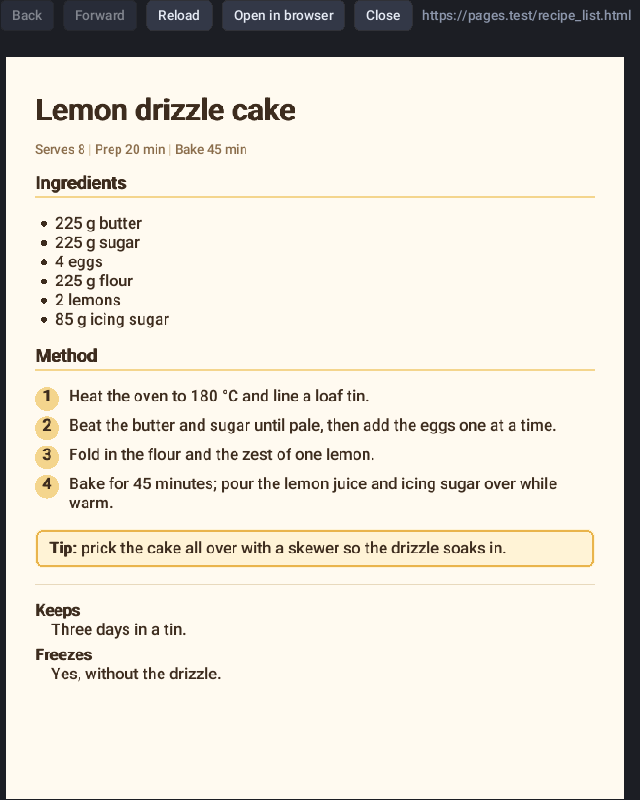 Back Forward Reload Open in browser Close https://pages.test/recipe_list.html
Lemon drizzle cake
Serves 8 | Prep 20 min | Bake 45 min
Ingredients
• 225 g butter
• 225 g sugar
• 4 eggs
• 225 g flour
• 2 lemons
• 85 g icing sugar
Method
1 Heat the oven to 180 °C and line a loaf tin.
2 Beat the butter and sugar until pale, then add the eggs one at a time.
3 Fold in the flour and the zest of one lemon.
4 Bake for 45 minutes; pour the lemon juice and icing sugar over while
warm.
Tip: prick the cake all over with a skewer so the drizzle soaks in.
Keeps
Three days in a tin.
Freezes
Yes, without the drizzle.